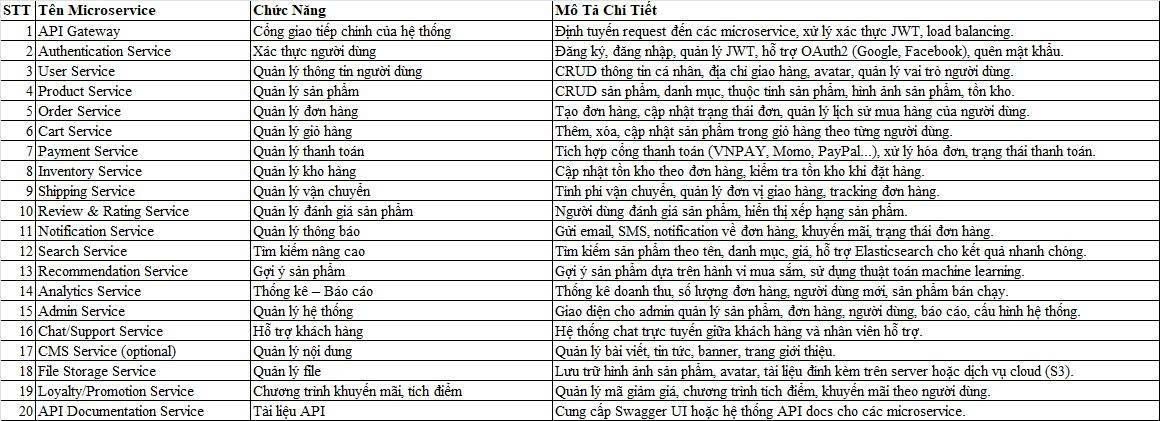 STT Tên Microservice Chức Năng Mô Tả Chi Tiết
1 API Gateway Cổng giao tiếp chính của hệ thống Định tuyến request đến các microservice, xử lý xác thực JWT, load balancing.
2 Authentication Service Xác thực người dùng Đăng ký, đăng nhập, quản lý JWT, hỗ trợ OAuth2 (Google, Facebook), quên mật khẩu.
3 User Service Quản lý thông tin người dùng CRUD thông tin cá nhân, địa chỉ giao hàng, avatar, quản lý vai trò người dùng.
4 Product Service Quản lý sản phẩm CRUD sản phẩm, danh mục, thuộc tính sản phẩm, hình ảnh sản phẩm, tồn kho.
5 Order Service Quản lý đơn hàng Tạo đơn hàng, cập nhật trạng thái đơn, quản lý lịch sử mua hàng của người dùng.
6 Cart Service Quản lý giỏ hàng Thêm, xóa, cập nhật sản phẩm trong giỏ hàng theo từng người dùng.
7 Payment Service Quản lý thanh toán Tích hợp cổng thanh toán (VNPAY, Momo, PayPal...), xử lý hóa đơn, trạng thái thanh toán.
8 Inventory Service Quản lý kho hàng Cập nhật tồn kho theo đơn hàng, kiểm tra tồn kho khi đặt hàng.
9 Shipping Service Quản lý vận chuyển Tính phí vận chuyển, quản lý đơn vị giao hàng, tracking đơn hàng.
10 Review & Rating Service Quản lý đánh giá sản phẩm Người dùng đánh giá sản phẩm, hiển thị xếp hạng sản phẩm.
11 Notification Service Quản lý thông báo Gửi email, SMS, notification về đơn hàng, khuyến mãi, trạng thái đơn hàng.
12 Search Service Tìm kiếm nâng cao Tìm kiếm sản phẩm theo tên, danh mục, giá, hỗ trợ Elasticsearch cho kết quả nhanh chóng.
13 Recommendation Service Gợi ý sản phẩm Gợi ý sản phẩm dựa trên hành vi mua sắm, sử dụng thuật toán machine learning.
14 Analytics Service Thống kê – Báo cáo Thống kê doanh thu, số lượng đơn hàng, người dùng mới, sản phẩm bán chạy.
15 Admin Service Quản lý hệ thống Giao diện cho admin quản lý sản phẩm, đơn hàng, người dùng, báo cáo, cấu hình hệ thống.
16 Chat/Support Service Hỗ trợ khách hàng Hệ thống chat trực tuyến giữa khách hàng và nhân viên hỗ trợ.
17 CMS Service (optional) Quản lý nội dung Quản lý bài viết, tin tức, banner, trang giới thiệu.
18 File Storage Service Quản lý file Lưu trữ hình ảnh sản phẩm, avatar, tài liệu đính kèm trên server hoặc dịch vụ cloud (S3).
19 Loyalty/Promotion Service Chương trình khuyến mãi, tích điểm Quản lý mã giảm giá, chương trình tích điểm, khuyến mãi theo người dùng.
20 API Documentation Service Tài liệu API Cung cấp Swagger UI hoặc hệ thống API docs cho các microservice.